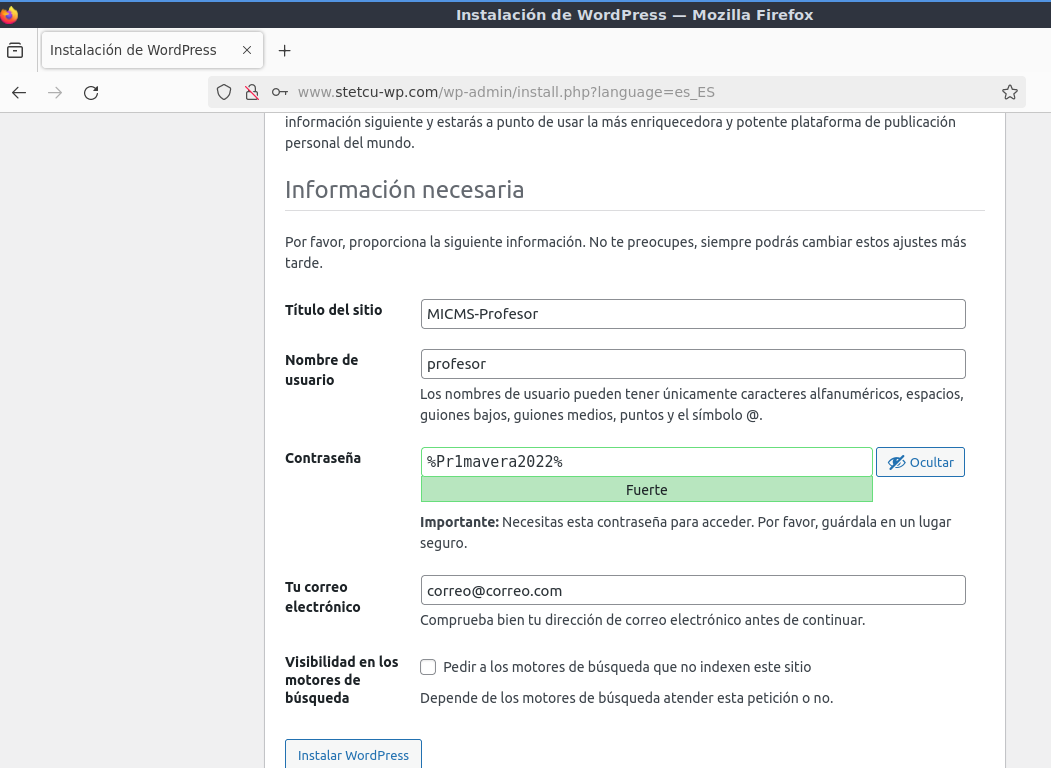 Instalación de WordPress — Mozilla Firefox
Instalación de WordPress
www.stetcu-wp.com/wp-admin/install.php?language=es_ES
información siguiente y estarás a punto de usar la más enriquecedora y potente plataforma de publicación
personal del mundo.
Información necesaria
Por favor, proporciona la siguiente información. No te preocupes, siempre podrás cambiar estos ajustes más
tarde.
Título del sitio
MICMS-Profesor
Nombre de
usuario
profesor
Los nombres de usuario pueden tener únicamente caracteres alfanuméricos, espacios,
guiones bajos, guiones medios, puntos y el símbolo @.
Contraseña
%Pr1mavera2022%
Ocultar
Fuerte
Importante: Necesitas esta contraseña para acceder. Por favor, guárdala en un lugar
seguro.
Tu correo
electrónico
correo@correo.com
Comprueba bien tu dirección de correo electrónico antes de continuar.
Visibilidad en los
motores de
búsqueda
Pedir a los motores de búsqueda que no indexen este sitio
Depende de los motores de búsqueda atender esta petición o no.
Instalar WordPress